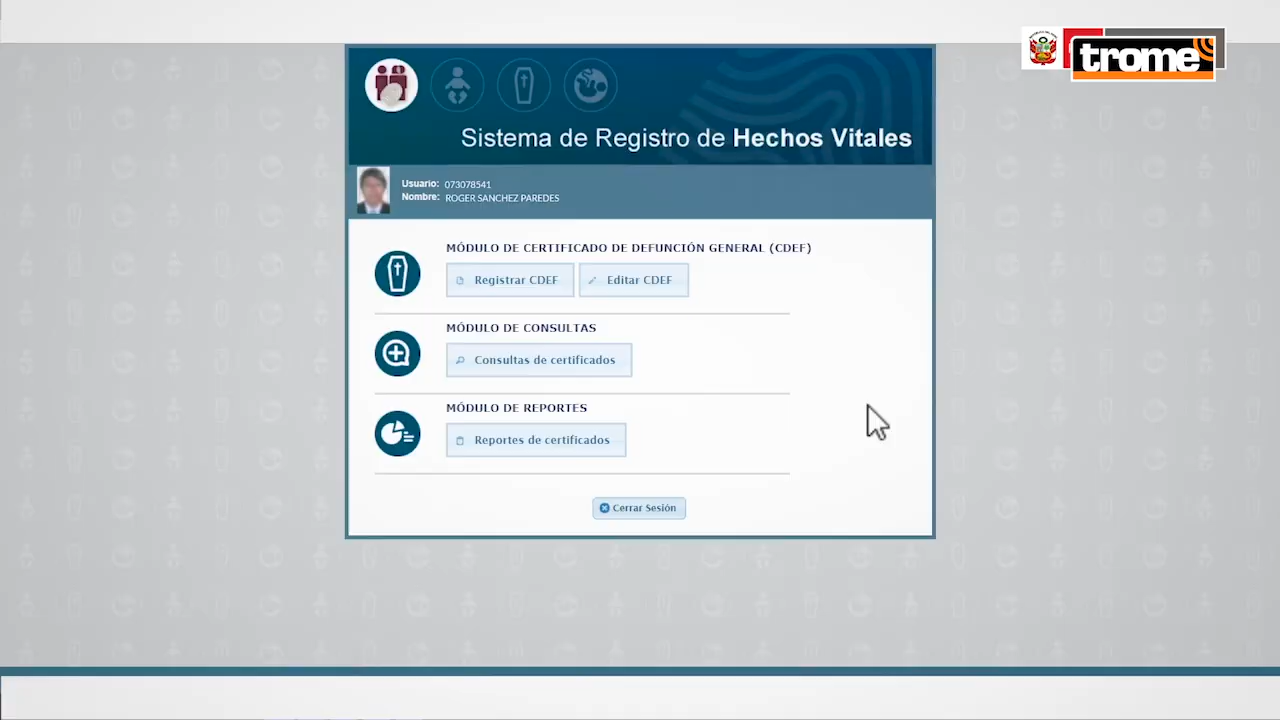 trome
Sistema de Registro de Hechos Vitales
Usuario: 073078541
Nombre: ROGER SANCHEZ PAREDES
MÓDULO DE CERTIFICADO DE DEFUNCIÓN GENERAL (CDEF)
Registrar CDEF
Editar CDEF
MÓDULO DE CONSULTAS
Consultas de certificados
MÓDULO DE REPORTES
Reportes de certificados
Cerrar Sesión